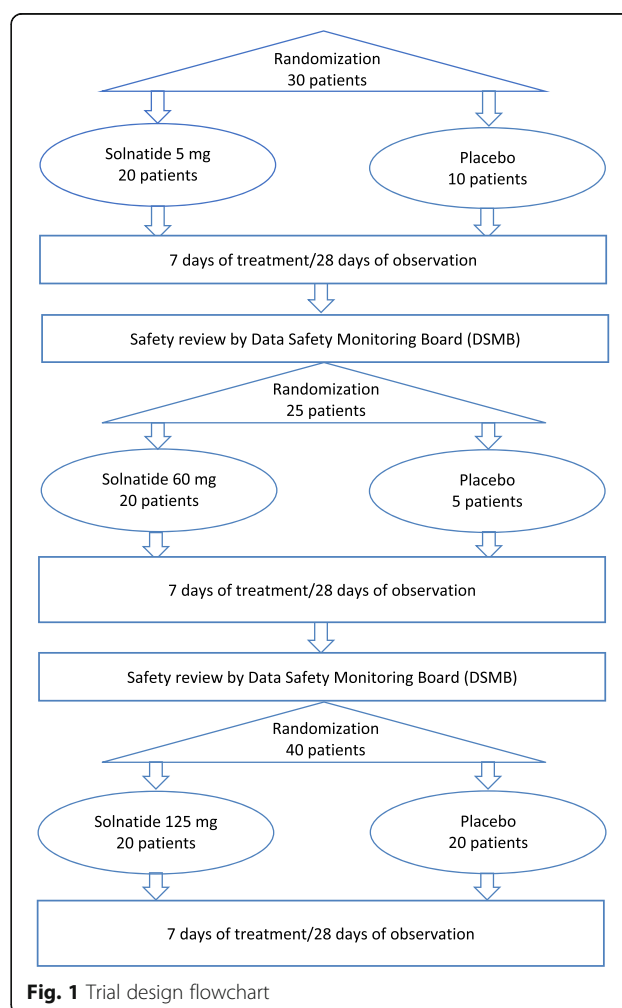 Randomization
30 patients
Solnatide 5 mg
20 patients
Placebo
10 patients
7 days of treatment/28 days of observation
Safety review by Data Safety Monitoring Board (DSMB)
Randomization
25 patients
Solnatide 60 mg
20 patients
Placebo
5 patients
7 days of treatment/28 days of observation
Safety review by Data Safety Monitoring Board (DSMB)
Randomization
40 patients
Solnatide 125 mg
20 patients
Placebo
20 patients
7 days of treatment/28 days of observation
Fig. 1 Trial design flowchart